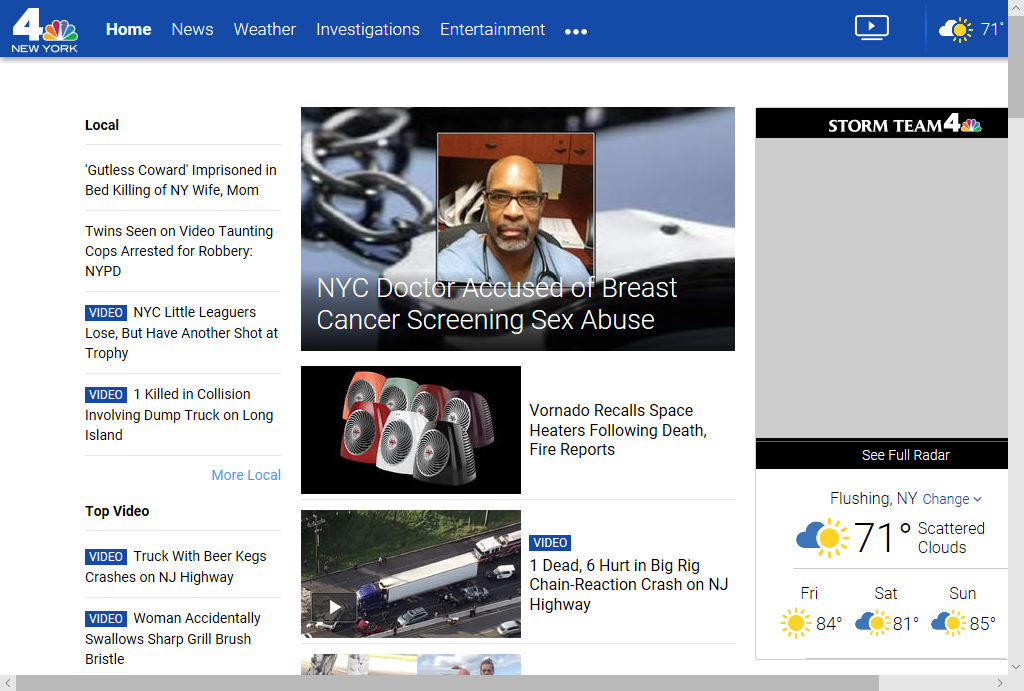 4
NEW YORK
Home News Weather Investigations Entertainment
71°
Local
'Gutless Coward' Imprisoned in
Bed Killing of NY Wife, Mom
Twins Seen on Video Taunting
Cops Arrested for Robbery:
NYPD
VIDEO NYC Little Leaguers
Lose, But Have Another Shot at
Trophy
VIDEO 1 Killed in Collision
Involving Dump Truck on Long
Island
More Local
Top Video
VIDEO Truck With Beer Kegs
Crashes on NJ Highway
VIDEO Woman Accidentally
Swallows Sharp Grill Brush
Bristle
NYC Doctor Accused of Breast
Cancer Screening Sex Abuse
Vornado Recalls Space
Heaters Following Death,
Fire Reports
VIDEO
1 Dead, 6 Hurt in Big Rig
Chain-Reaction Crash on NJ
Highway
STORM TEAM 4
See Full Radar
Flushing, NY Change
71° Scattered
Clouds
Fri Sat Sun
84° 81° 85°